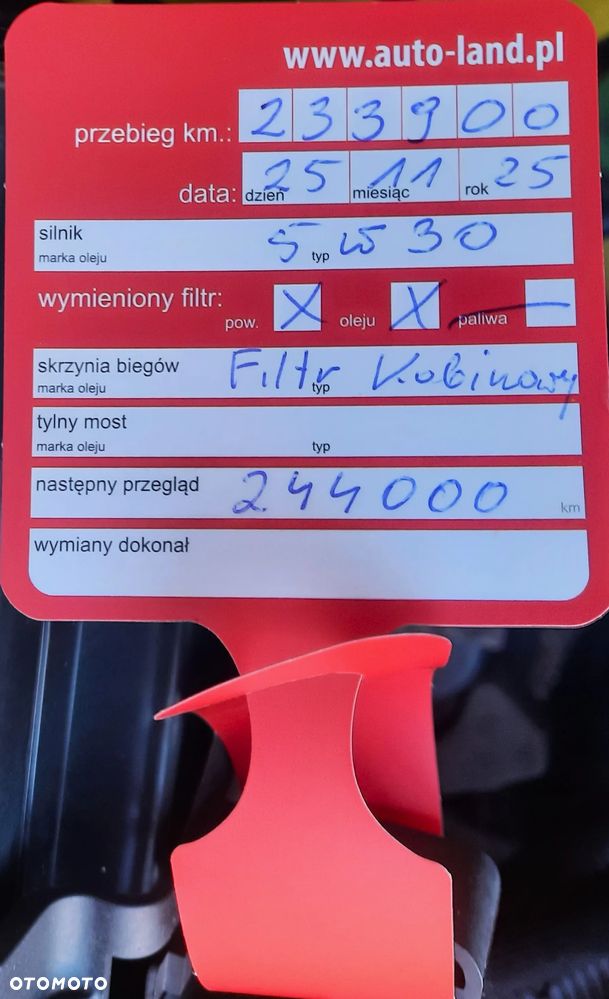 www.auto-land.pl
przebieg km.: 233900
data: dzień 25 miesiąc 11 rok 25
silnik
marka oleju typ 5W30
wymieniony filtr: pow. X oleju X paliwa —
skrzynia biegów Filtr Kabinowy
marka oleju typ
tylny most
marka oleju typ
następny przegląd 244000 km
wymiany dokonał
OTOMOTO